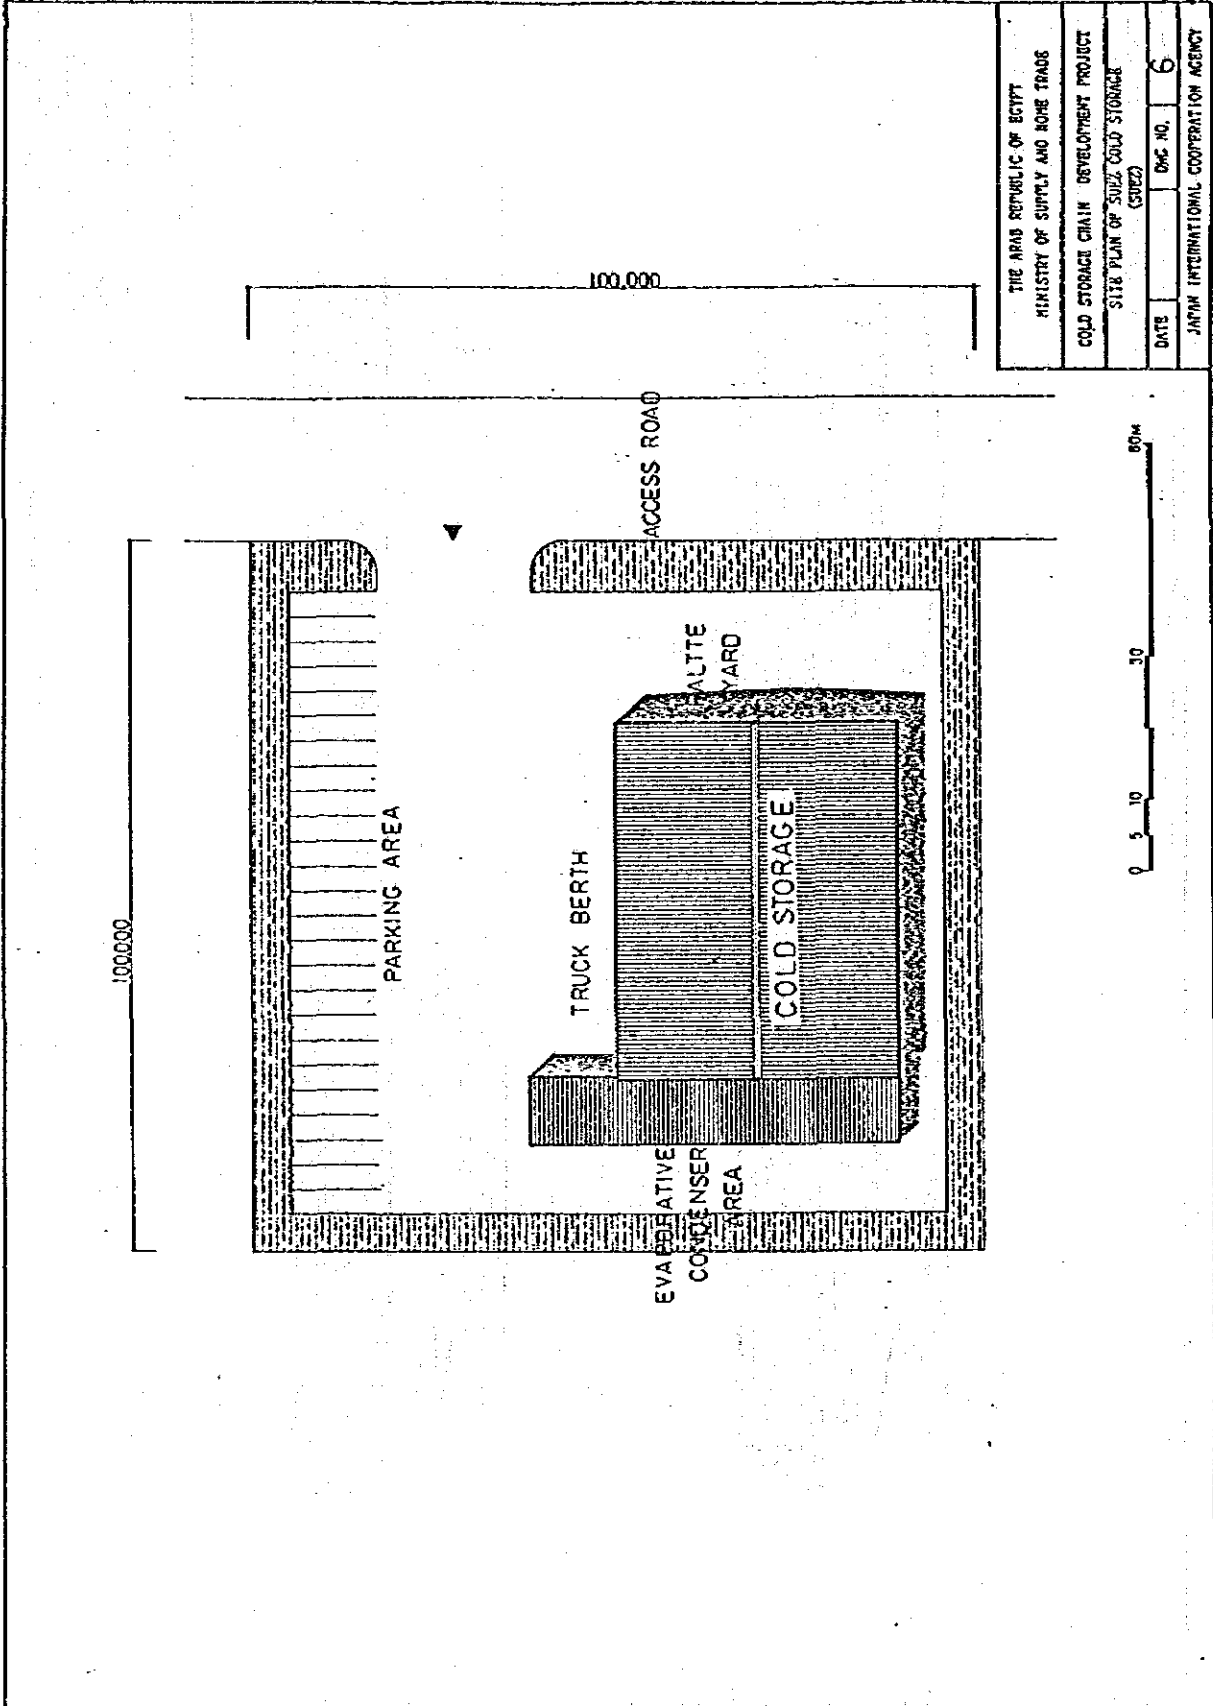 100,000
100,000
PARKING AREA
TRUCK BERTH
COLD STORAGE
EVAPORATIVE
CONDENSER
AREA
YARD
ACCESS ROAD
0 5 10 30 60M
THE ARAB REPUBLIC OF EGYPT
MINISTRY OF SUPPLY AND HOME TRADE
COLD STORAGE CHAIN DEVELOPMENT PROJECT
SITE PLAN OF SUEZ COLD STORAGE
(SUEZ)
DATE DWG NO. 6
JAPAN INTERNATIONAL COOPERATION AGENCY